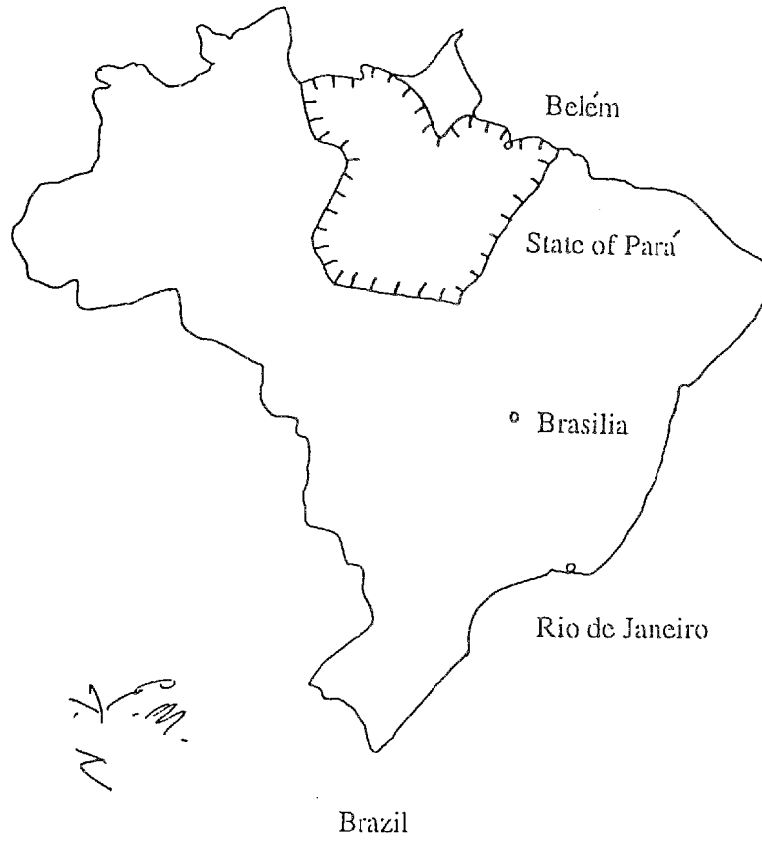 Belém
State of Pará
Brasilia
Rio de Janeiro
Brazil